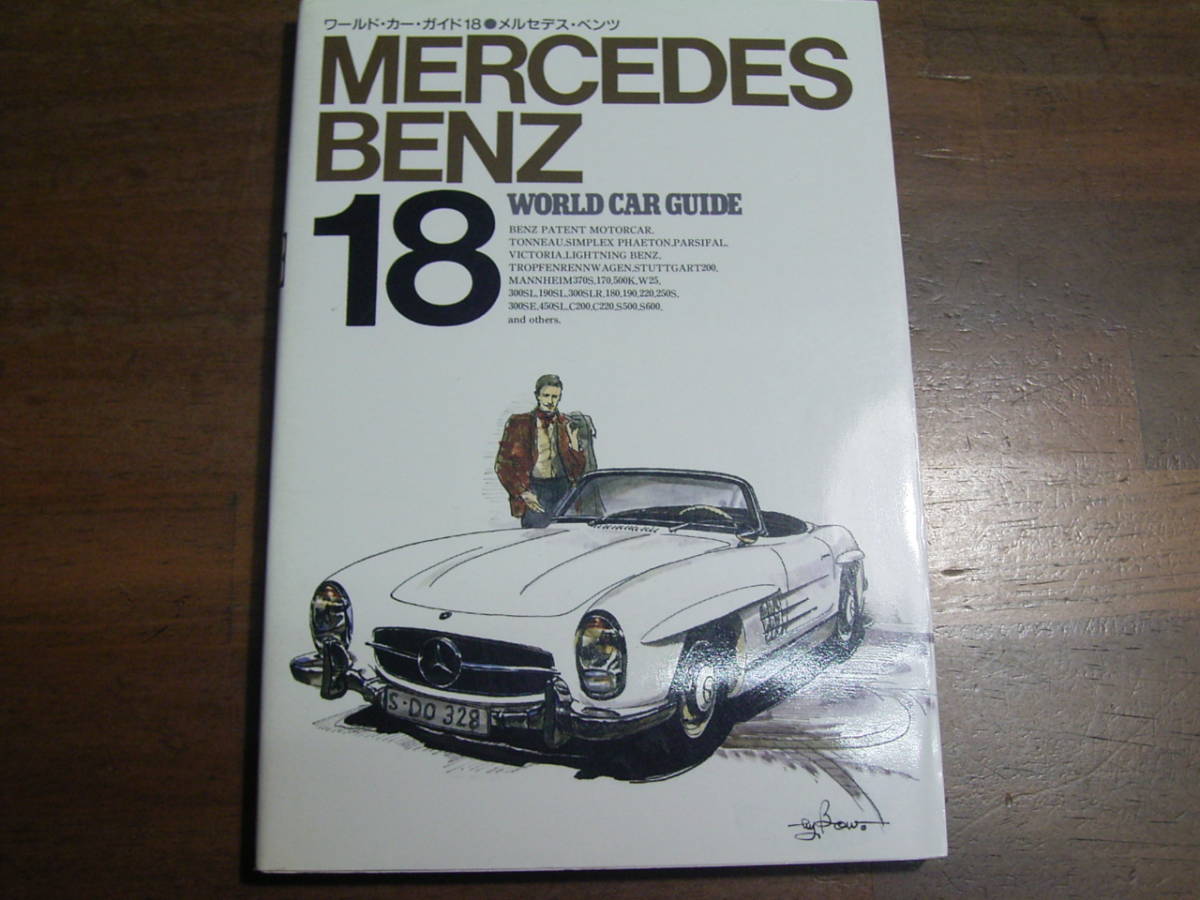 ワールド・カー・ガイド18●メルセデス・ベンツ
MERCEDES
BENZ
18
WORLD CAR GUIDE
BENZ PATENT MOTORCAR.
TONNEAU.SIMPLEX PHAETON.PARSIFAL.
VICTORIA.LIGHTNING BENZ.
TROPFENRENNWAGEN.STUTTGART200.
MANNHEIM370S.170.500K.W25.
300SL.190SL.300SLR.180.190.220.250S.
300SE.450SL.C200.C220.S500.S600.
and others.
S·DO 328
by Bow.